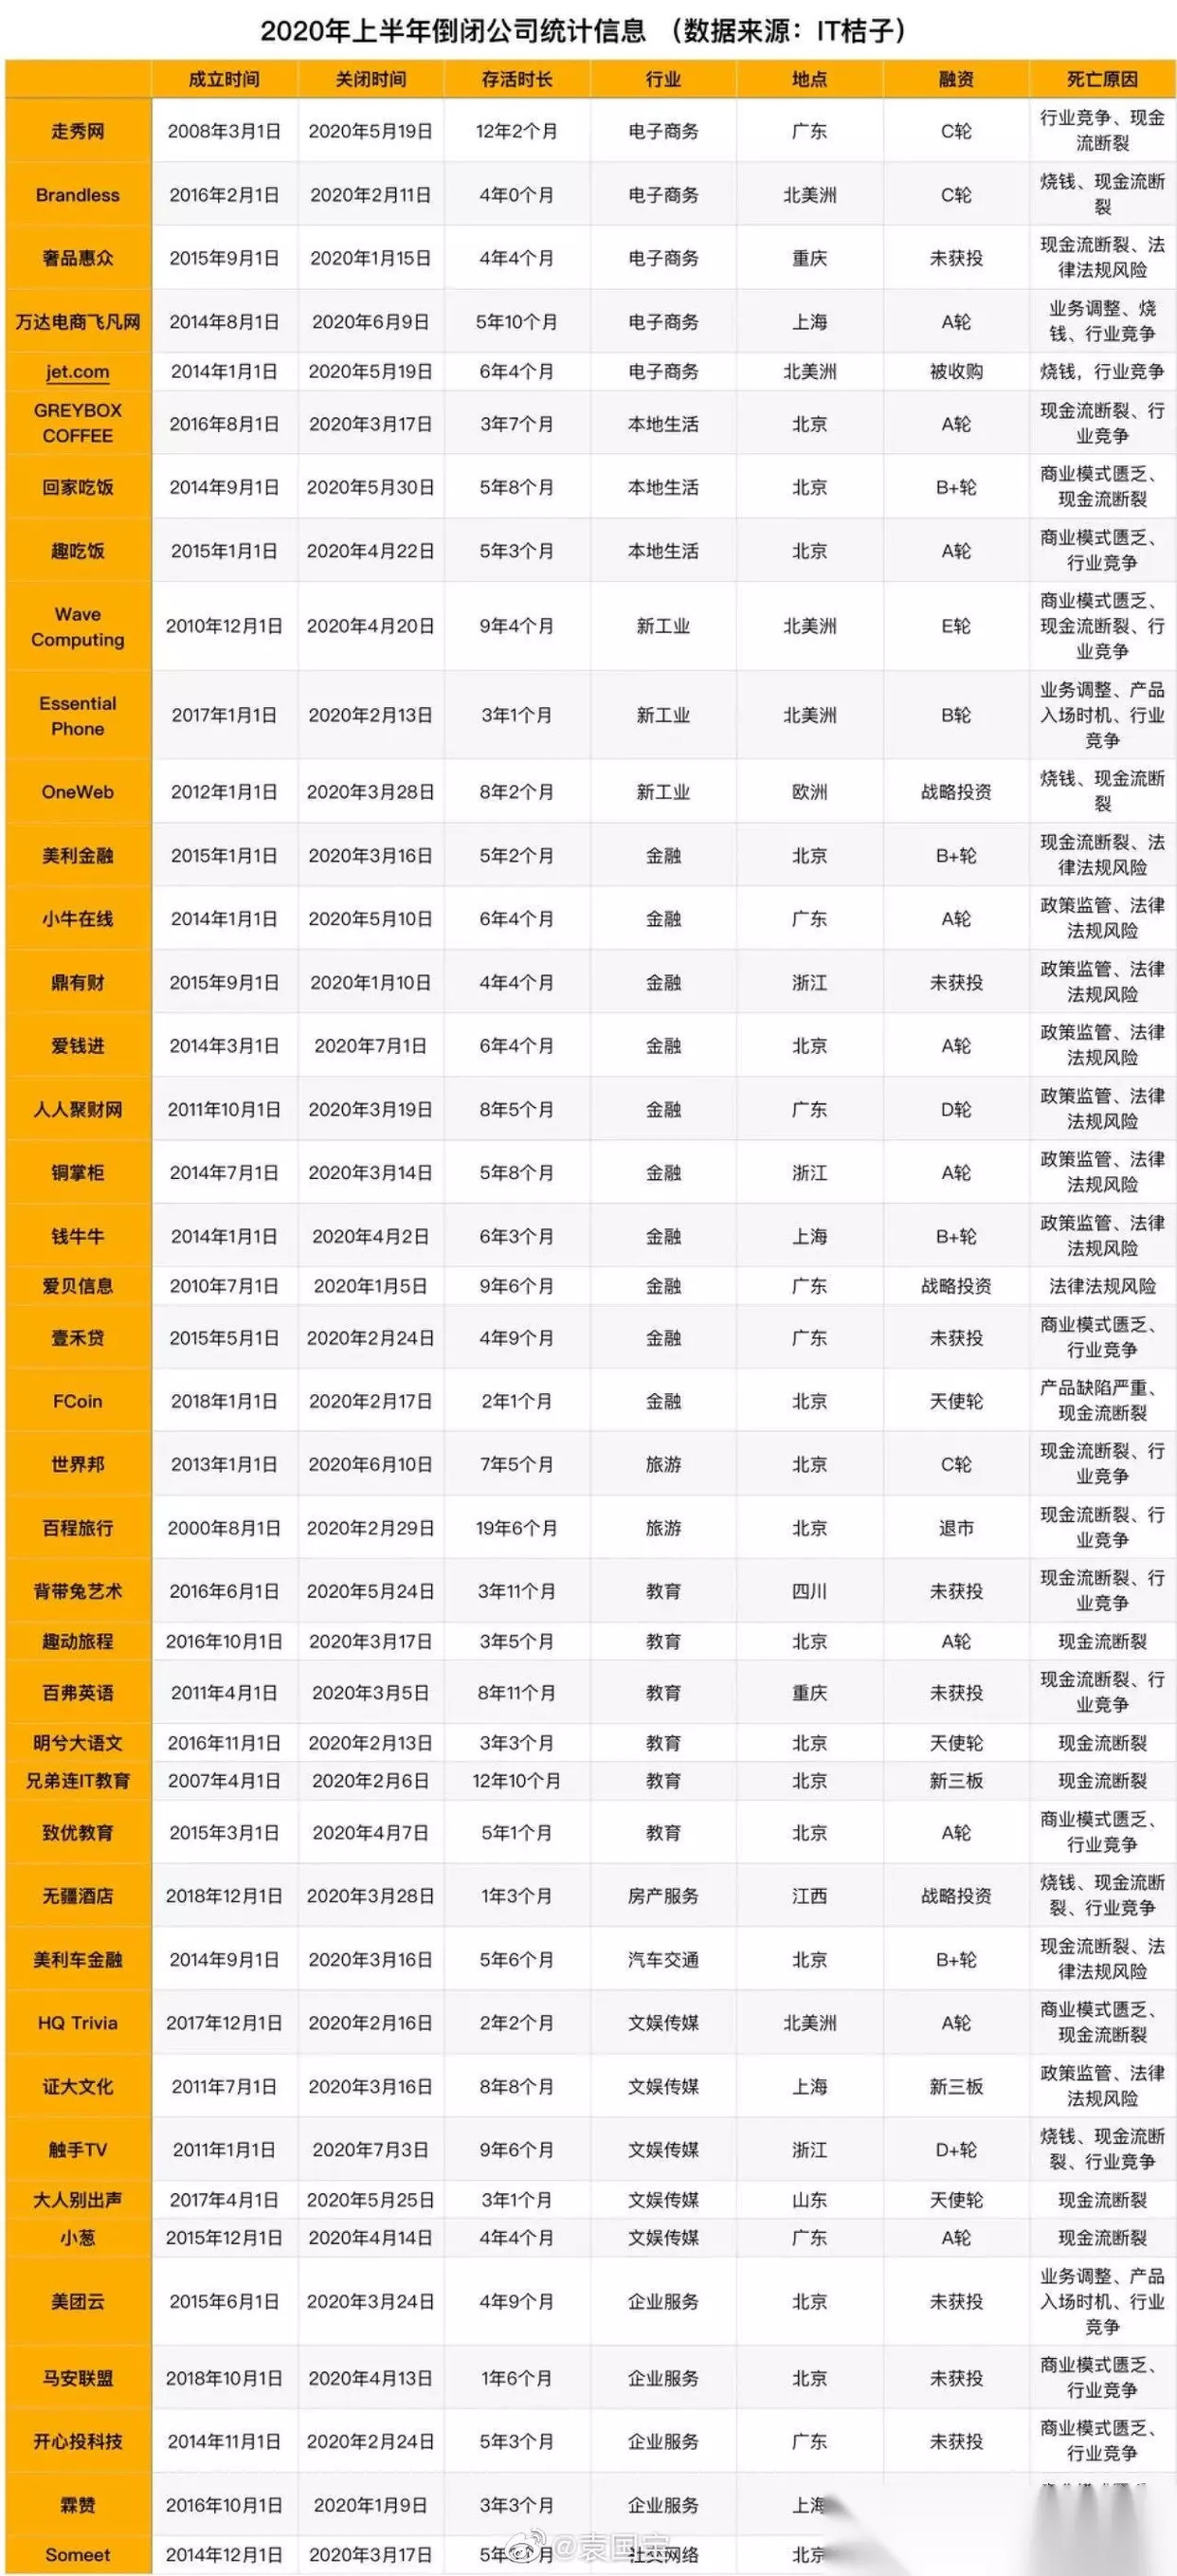 2020年上半年倒闭公司统计信息 （数据来源：IT桔子）
成立时间 关闭时间 存活时长 行业 地点 融资 死亡原因
走秀网 2008年3月1日 2020年5月19日 12年2个月 电子商务 广东 C轮 行业竞争、现金
流断裂
Brandless 2016年2月1日 2020年2月11日 4年0个月 电子商务 北美洲 C轮 烧钱、现金流断
裂
奢品惠众 2015年9月1日 2020年1月15日 4年4个月 电子商务 重庆 未获投 现金流断裂、法
律法规风险
万达电商飞凡网 2014年8月1日 2020年6月9日 5年10个月 电子商务 上海 A轮 业务调整、烧
钱、行业竞争
jet.com 2014年1月1日 2020年5月19日 6年4个月 电子商务 北美洲 被收购 烧钱，行业竞争
GREYBOX
COFFEE 2016年8月1日 2020年3月17日 3年7个月 本地生活 北京 A轮 现金流断裂、行
业竞争
回家吃饭 2014年9月1日 2020年5月30日 5年8个月 本地生活 北京 B+轮 商业模式匮乏、
现金流断裂
趣吃饭 2015年1月1日 2020年4月22日 5年3个月 本地生活 北京 A轮 商业模式匮乏、
行业竞争
Wave
Computing 2010年12月1日 2020年4月20日 9年4个月 新工业 北美洲 E轮 商业模式匮乏、
现金流断裂、行
业竞争
Essential
Phone 2017年1月1日 2020年2月13日 3年1个月 新工业 北美洲 B轮 业务调整、产品
入场时机、行业
竞争
OneWeb 2012年1月1日 2020年3月28日 8年2个月 新工业 欧洲 战略投资 烧钱、现金流断
裂
美利金融 2015年1月1日 2020年3月16日 5年2个月 金融 北京 B+轮 现金流断裂、法
律法规风险
小牛在线 2014年1月1日 2020年5月10日 6年4个月 金融 广东 A轮 政策监管、法律
法规风险
鼎有财 2015年9月1日 2020年1月10日 4年4个月 金融 浙江 未获投 政策监管、法律
法规风险
爱钱进 2014年3月1日 2020年7月1日 6年4个月 金融 北京 A轮 政策监管、法律
法规风险
人人聚财网 2011年10月1日 2020年3月19日 8年5个月 金融 广东 D轮 政策监管、法律
法规风险
铜掌柜 2014年7月1日 2020年3月14日 5年8个月 金融 浙江 A轮 政策监管、法律
法规风险
钱牛牛 2014年1月1日 2020年4月2日 6年3个月 金融 上海 B+轮 政策监管、法律
法规风险
爱贝信息 2010年7月1日 2020年1月5日 9年6个月 金融 广东 战略投资 法律法规风险
壹禾贷 2015年5月1日 2020年2月24日 4年9个月 金融 广东 未获投 商业模式匮乏、
行业竞争
FCoin 2018年1月1日 2020年2月17日 2年1个月 金融 北京 天使轮 产品缺陷严重、
现金流断裂
世界邦 2013年1月1日 2020年6月10日 7年5个月 旅游 北京 C轮 现金流断裂、行
业竞争
百程旅行 2000年8月1日 2020年2月29日 19年6个月 旅游 北京 退市 现金流断裂、行
业竞争
背带兔艺术 2016年6月1日 2020年5月24日 3年11个月 教育 四川 未获投 现金流断裂、行
业竞争
趣动旅程 2016年10月1日 2020年3月17日 3年5个月 教育 北京 A轮 现金流断裂
百弗英语 2011年4月1日 2020年3月5日 8年11个月 教育 重庆 未获投 现金流断裂、行
业竞争
明兮大语文 2016年11月1日 2020年2月13日 3年3个月 教育 北京 天使轮 现金流断裂
兄弟连IT教育 2007年4月1日 2020年2月6日 12年10个月 教育 北京 新三板 现金流断裂
致优教育 2015年3月1日 2020年4月7日 5年1个月 教育 北京 A轮 商业模式匮乏、
行业竞争
无疆酒店 2018年12月1日 2020年3月28日 1年3个月 房产服务 江西 战略投资 烧钱、现金流断
裂、行业竞争
美利车金融 2014年9月1日 2020年3月16日 5年6个月 汽车交通 北京 B+轮 现金流断裂、法
律法规风险
HQ Trivia 2017年12月1日 2020年2月16日 2年2个月 文娱传媒 北美洲 A轮 商业模式匮乏、
现金流断裂
证大文化 2011年7月1日 2020年3月16日 8年8个月 文娱传媒 上海 新三板 政策监管、法律
法规风险
触手TV 2011年1月1日 2020年7月3日 9年6个月 文娱传媒 浙江 D+轮 烧钱、现金流断
裂、行业竞争
大人别出声 2017年4月1日 2020年5月25日 3年1个月 文娱传媒 山东 天使轮 现金流断裂
小葱 2015年12月1日 2020年4月14日 4年4个月 文娱传媒 广东 A轮 现金流断裂
美团云 2015年6月1日 2020年3月24日 4年9个月 企业服务 北京 未获投 业务调整、产品
入场时机、行业
竞争
马安联盟 2018年10月1日 2020年4月13日 1年6个月 企业服务 北京 未获投 商业模式匮乏、
行业竞争
开心投科技 2014年11月1日 2020年2月24日 5年3个月 企业服务 广东 未获投 商业模式匮乏、
行业竞争
霖赞 2016年10月1日 2020年1月9日 3年3个月 企业服务 上海
Someet 2014年12月1日 2020年3月17日 5年 月 社交网络 北京